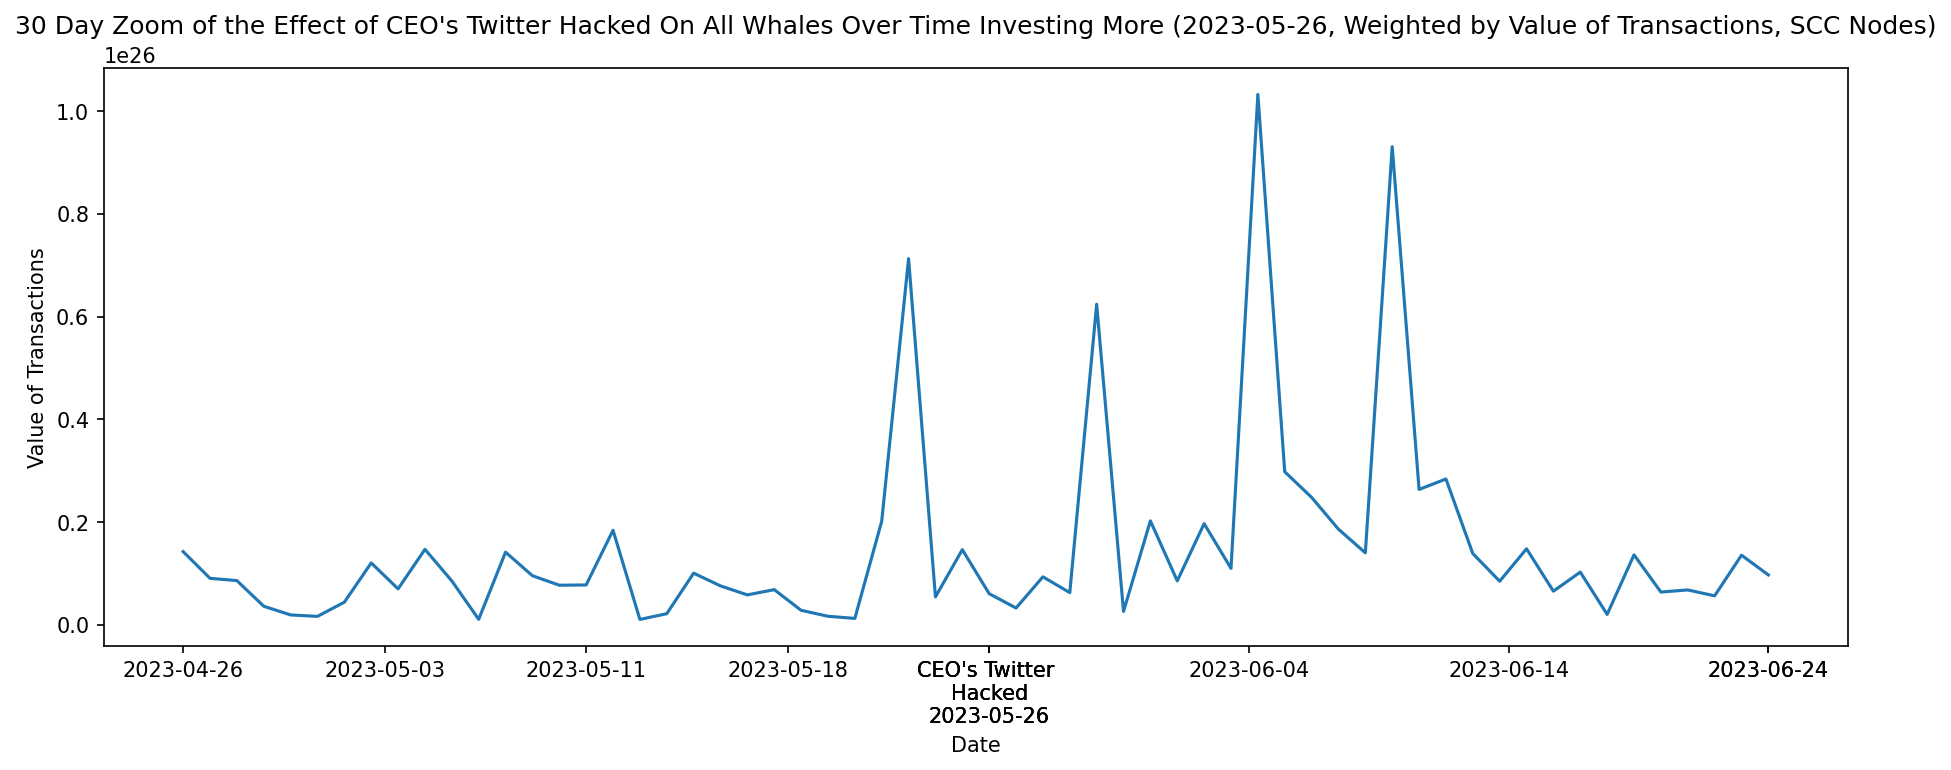 30 Day Zoom of the Effect of CEO's Twitter Hacked On All Whales Over Time Investing More (2023-05-26, Weighted by Value of Transactions, SCC Nodes)
1e26
1.0
0.8
0.6
0.4
0.2
0.0
Value of Transactions
2023-04-26
2023-05-03
2023-05-11
2023-05-18
CEO's Twitter
Hacked
2023-05-26
2023-06-04
2023-06-14
2023-06-24
Date